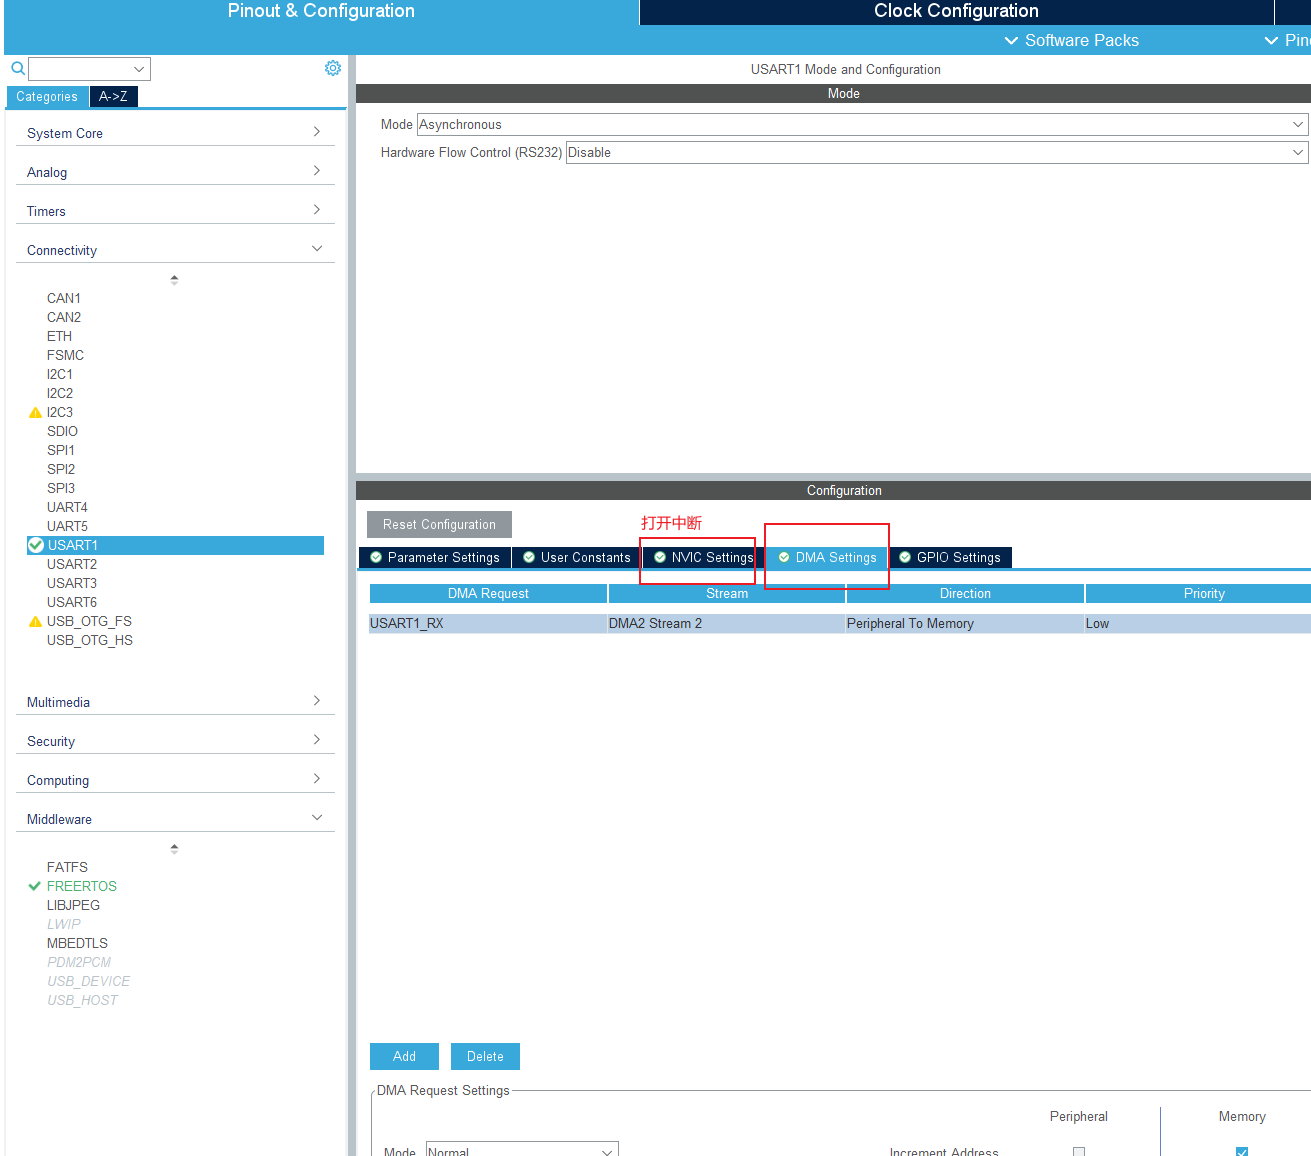 Pinout & Configuration
Clock Configuration
Software Packs
Pin
Categories
A->Z
System Core
Analog
Timers
Connectivity
CAN1
CAN2
ETH
FSMC
I2C1
I2C2
I2C3
SDIO
SPI1
SPI2
SPI3
UART4
UART5
USART1
USART2
USART3
USART6
USB_OTG_FS
USB_OTG_HS
Multimedia
Security
Computing
Middleware
FATFS
FREERTOS
LIBJPEG
LWIP
MBEDTLS
PDM2PCM
USB_DEVICE
USB_HOST
USART1 Mode and Configuration
Mode
Mode Asynchronous
Hardware Flow Control (RS232) Disable
Configuration
Reset Configuration
打开中断
Parameter Settings
User Constants
NVIC Settings
DMA Settings
GPIO Settings
DMA Request Stream Direction Priority
USART1_RX DMA2 Stream 2 Peripheral To Memory Low
Add
Delete
DMA Request Settings
Peripheral Memory
Mode Normal Increment Address